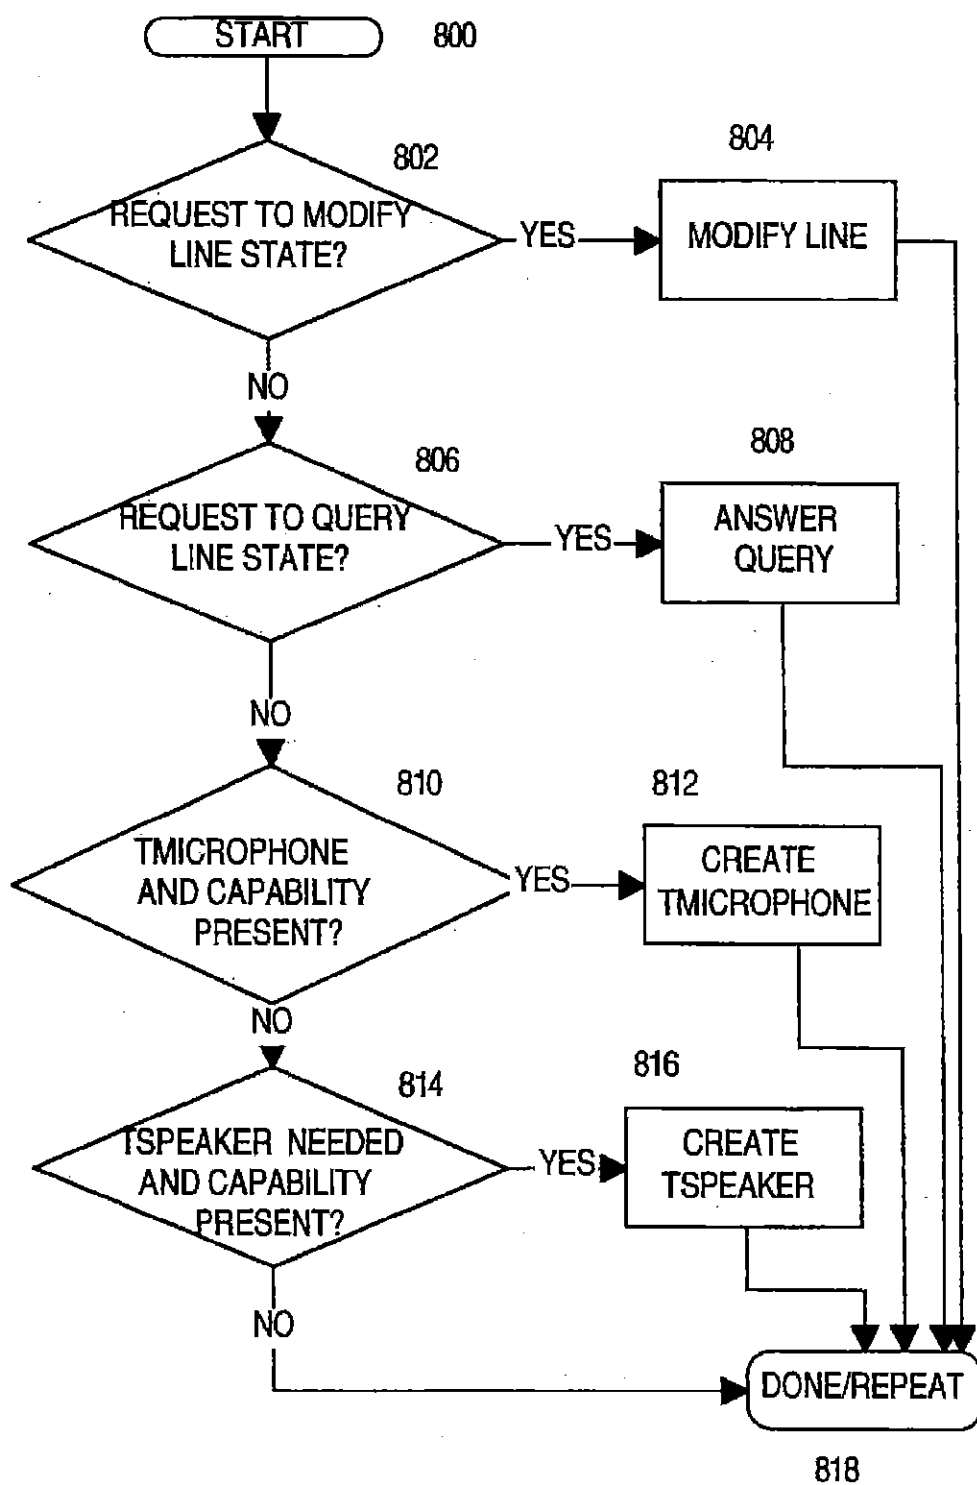 START
800
802
REQUEST TO MODIFY
LINE STATE?
YES
804
MODIFY LINE
NO
806
REQUEST TO QUERY
LINE STATE?
YES
808
ANSWER
QUERY
NO
810
TMICROPHONE
AND CAPABILITY
PRESENT?
YES
812
CREATE
TMICROPHONE
NO
814
TSPEAKER NEEDED
AND CAPABILITY
PRESENT?
YES
816
CREATE
TSPEAKER
NO
DONE/REPEAT
818